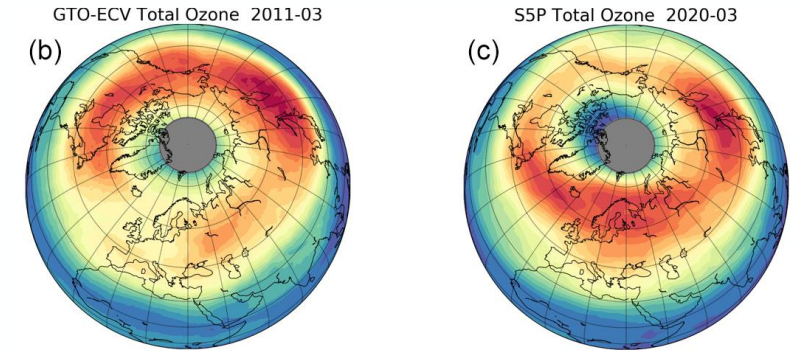 GTO-ECV Total Ozone 2011-03
(b)
S5P Total Ozone 2020-03
(c)